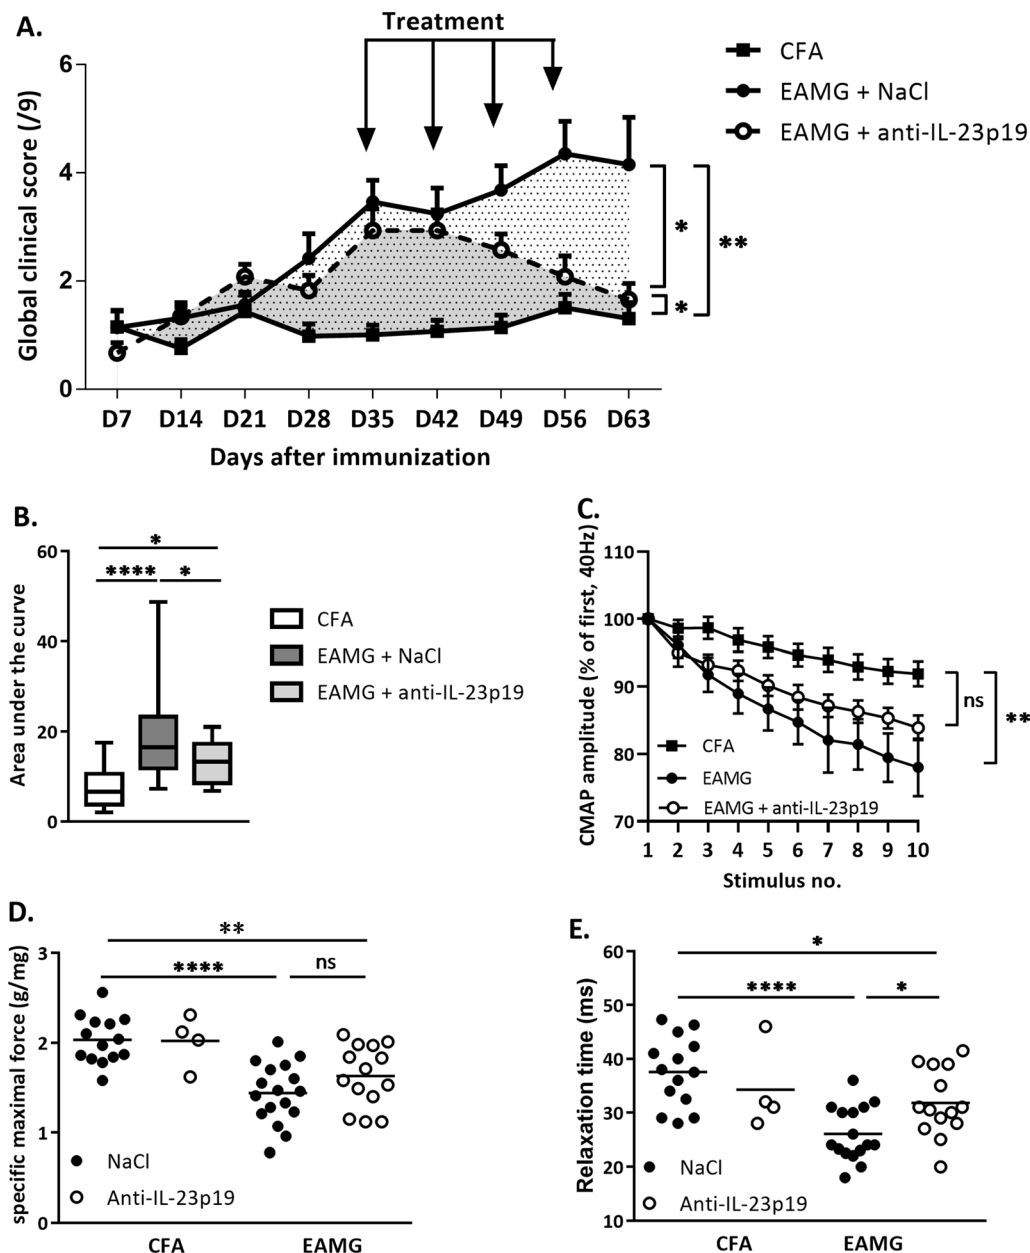 A.
Treatment
CFA
EAMG + NaCl
EAMG + anti-IL-23p19
Global clinical score (/9)
6
4
2
0
*
**
*
D7 D14 D21 D28 D35 D42 D49 D56 D63
Days after immunization
B.
Area under the curve
60
40
20
0
*
**** *
CFA
EAMG + NaCl
EAMG + anti-IL-23p19
C.
CMAP amplitude (% of first, 40Hz)
110
100
90
80
70
ns
**
CFA
EAMG
EAMG + anti-IL-23p19
1 2 3 4 5 6 7 8 9 10
Stimulus no.
D.
specific maximal force (g/mg)
3
2
1
0
**
**** ns
NaCl
Anti-IL-23p19
CFA EAMG
E.
Relaxation time (ms)
60
50
40
30
20
10
*
**** *
NaCl
Anti-IL-23p19
CFA EAMG